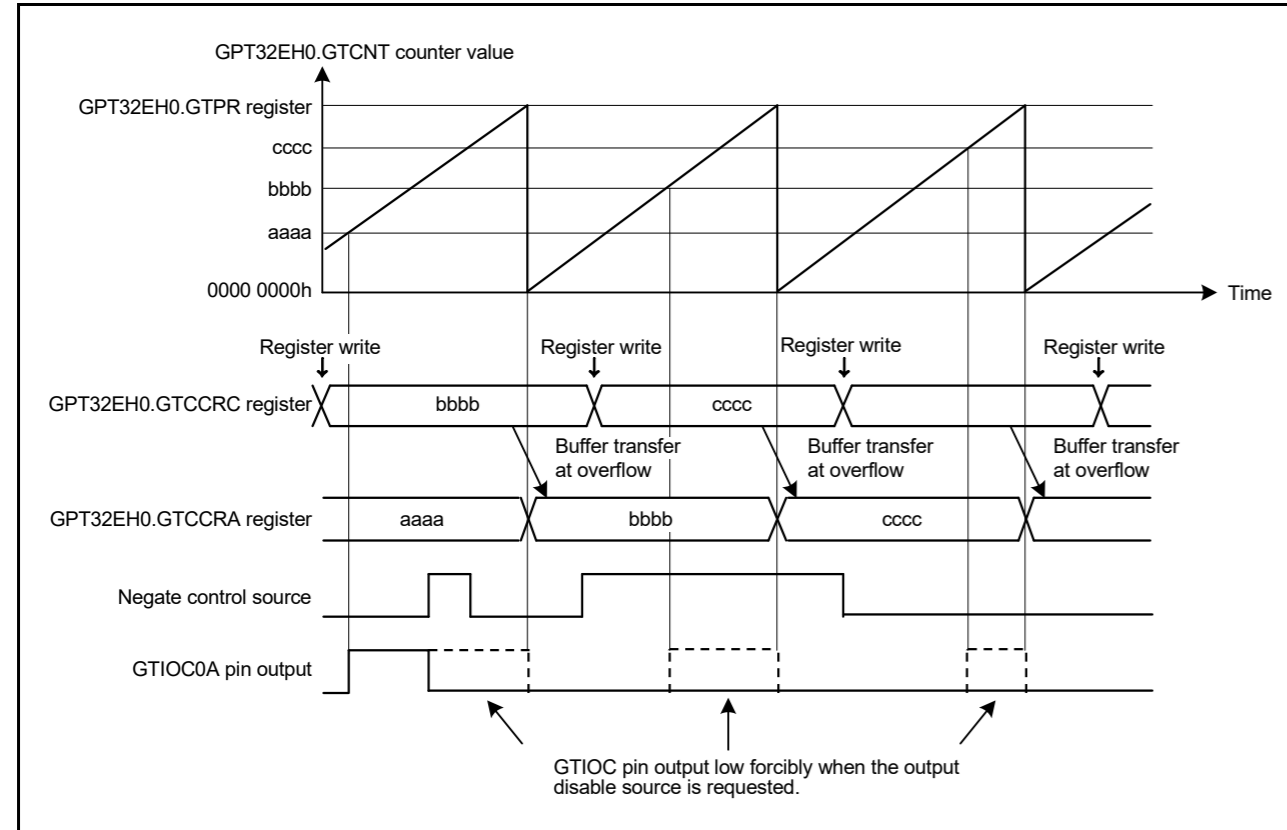 GPT32EH0.GTCNT counter value
GPT32EH0.GTPR register
cccc
bbbb
aaaa
0000 0000h
Time
Register write
Register write
Register write
Register write
GPT32EH0.GTCCRC register
bbbb
cccc
Buffer transfer
at overflow
Buffer transfer
at overflow
Buffer transfer
at overflow
GPT32EH0.GTCCRA register
aaaa
bbbb
cccc
Negate control source
GTIOC0A pin output
GTIOC pin output low forcibly when the output
disable source is requested.